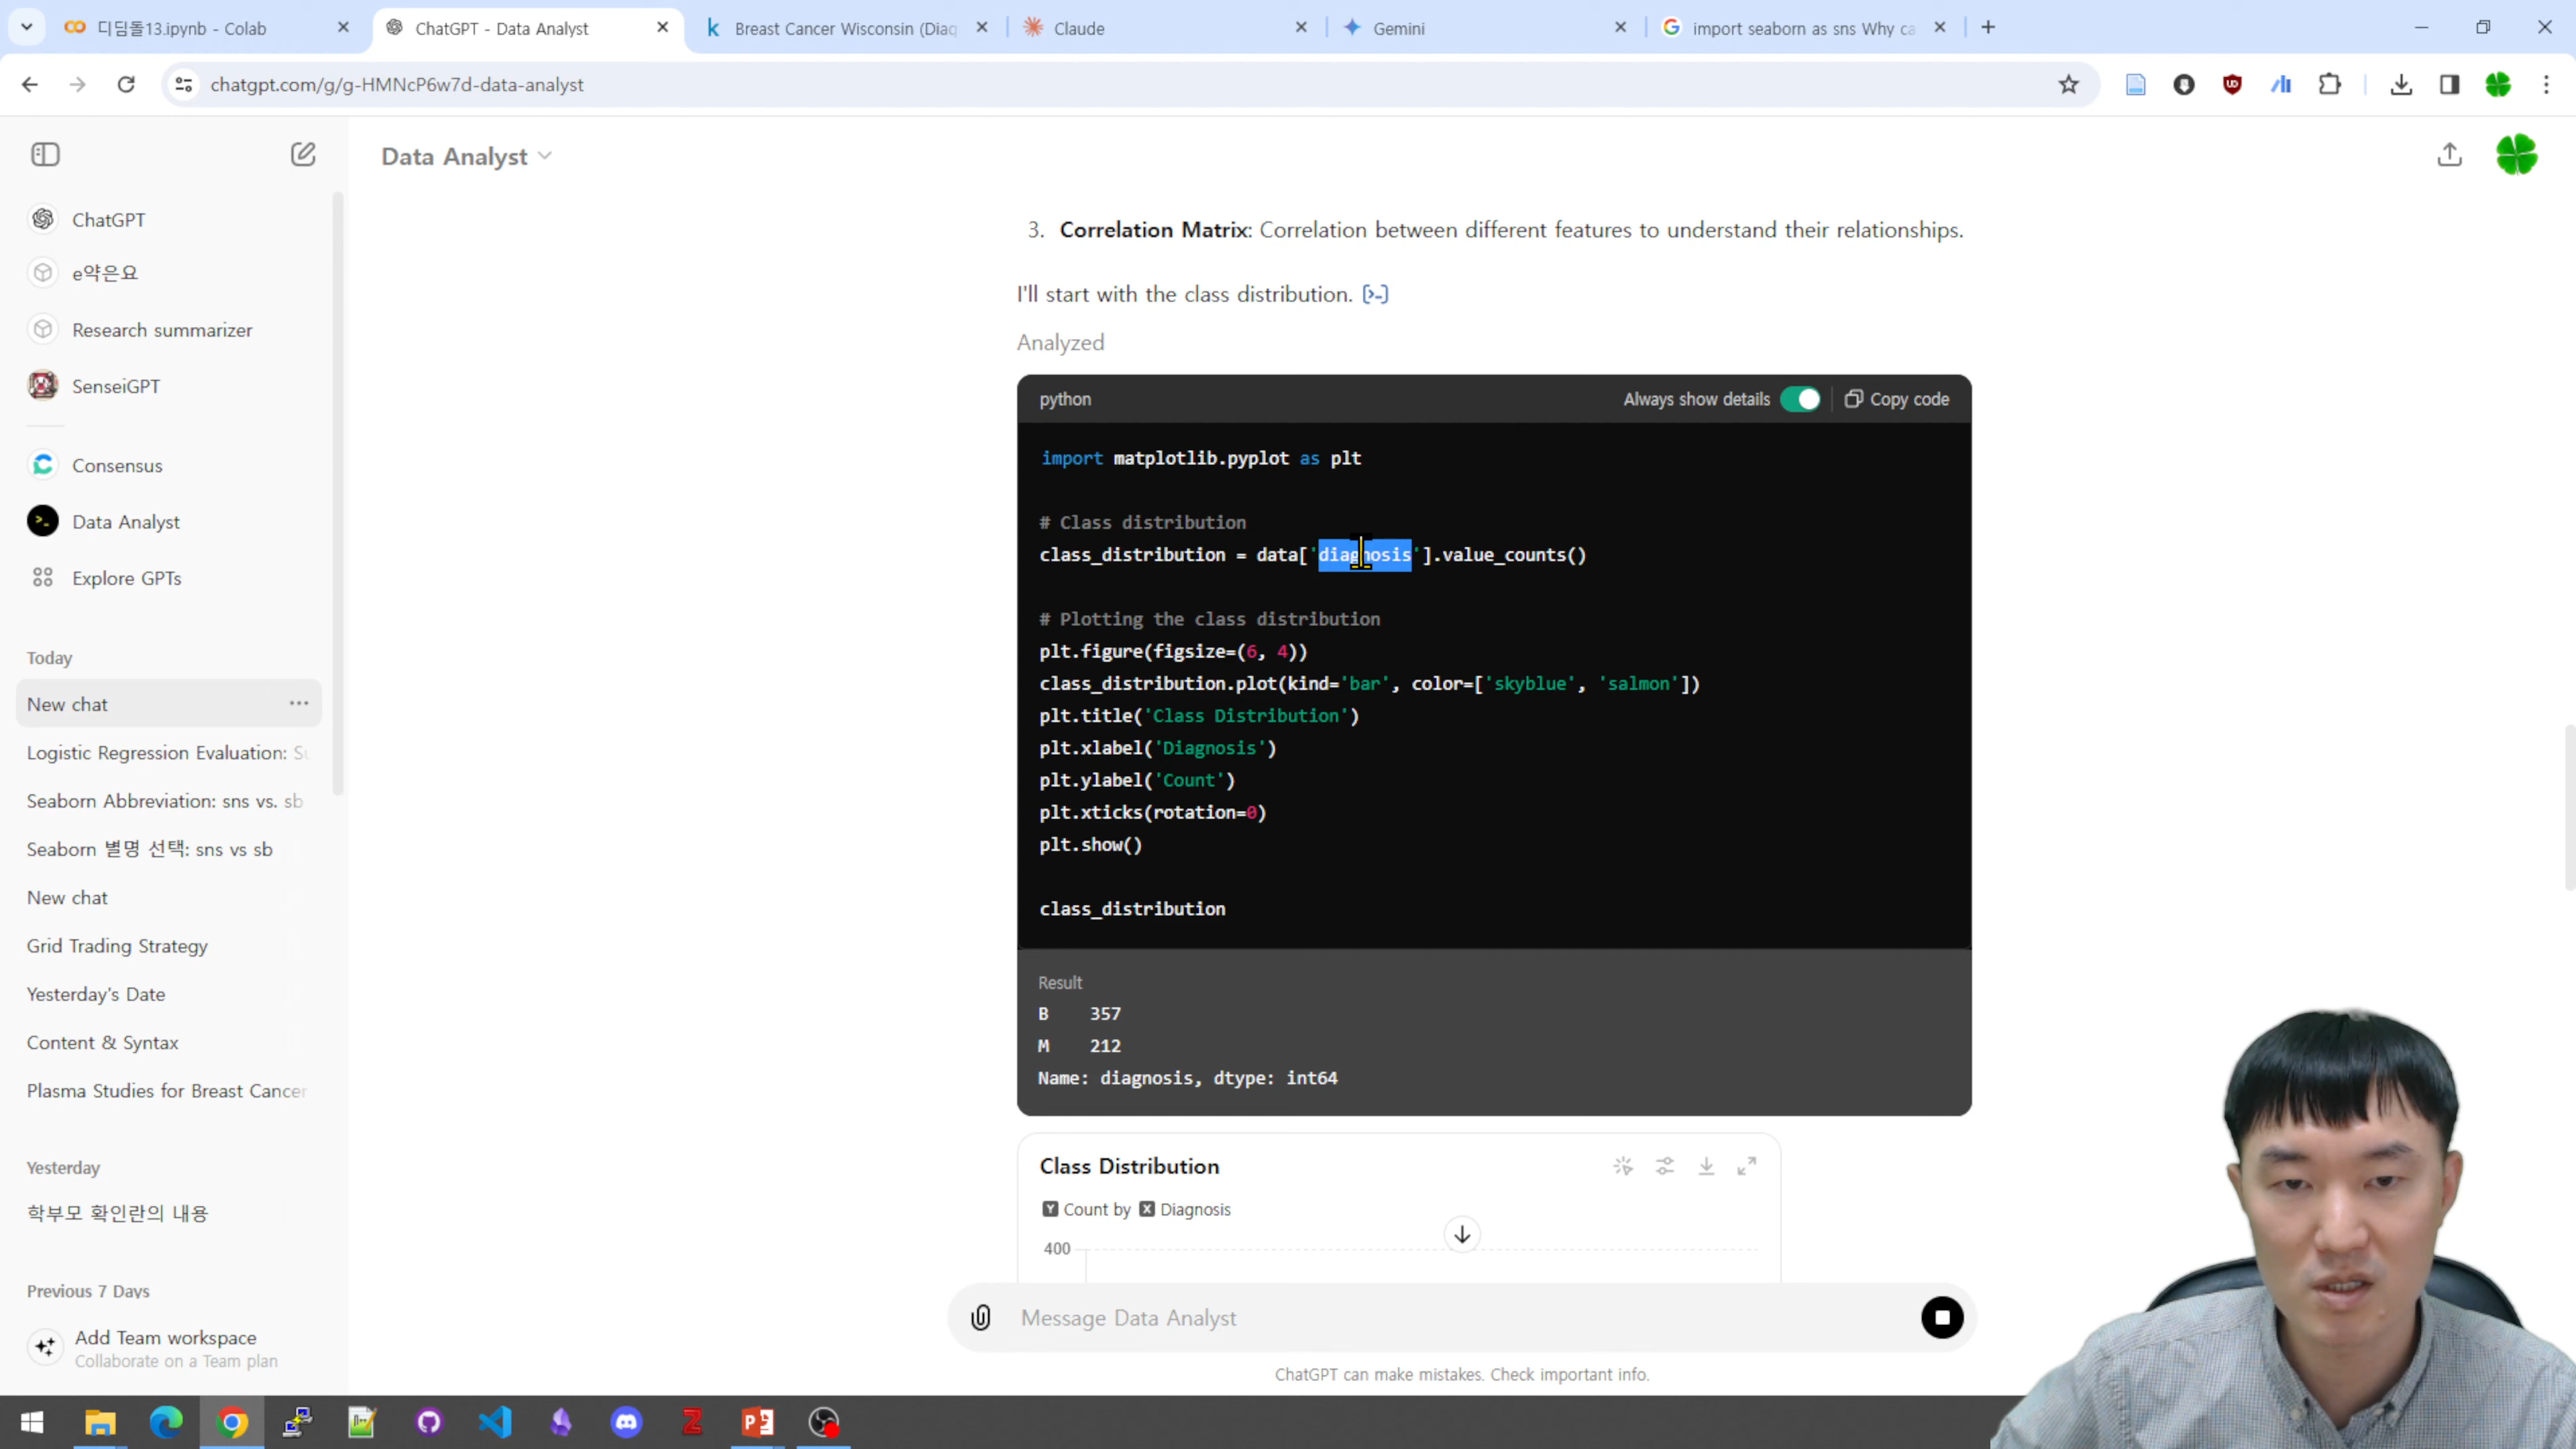 디딤돌13.ipynb - Colab
ChatGPT - Data Analyst
Breast Cancer Wisconsin (Diag
Claude
Gemini
import seaborn as sns Why ca
chatgpt.com/g/g-HMNcP6w7d-data-analyst
Data Analyst
ChatGPT
e약은요
Research summarizer
SenseiGPT
Consensus
Data Analyst
Explore GPTs
Today
New chat
Logistic Regression Evaluation: Su
Seaborn Abbreviation: sns vs. sb
Seaborn 별명 선택: sns vs sb
New chat
Grid Trading Strategy
Yesterday's Date
Content & Syntax
Plasma Studies for Breast Cancer
Yesterday
학부모 확인란의 내용
Previous 7 Days
Add Team workspace
Collaborate on a Team plan
3. Correlation Matrix: Correlation between different features to understand their relationships.
I'll start with the class distribution. [>-]
Analyzed
python
Always show details
Copy code
import matplotlib.pyplot as plt
# Class distribution
class_distribution = data['diagnosis'].value_counts()
# Plotting the class distribution
plt.figure(figsize=(6, 4))
class_distribution.plot(kind='bar', color=['skyblue', 'salmon'])
plt.title('Class Distribution')
plt.xlabel('Diagnosis')
plt.ylabel('Count')
plt.xticks(rotation=0)
plt.show()
class_distribution
Result
B 357
M 212
Name: diagnosis, dtype: int64
Class Distribution
Y Count by X Diagnosis
400
Message Data Analyst
ChatGPT can make mistakes. Check important info.